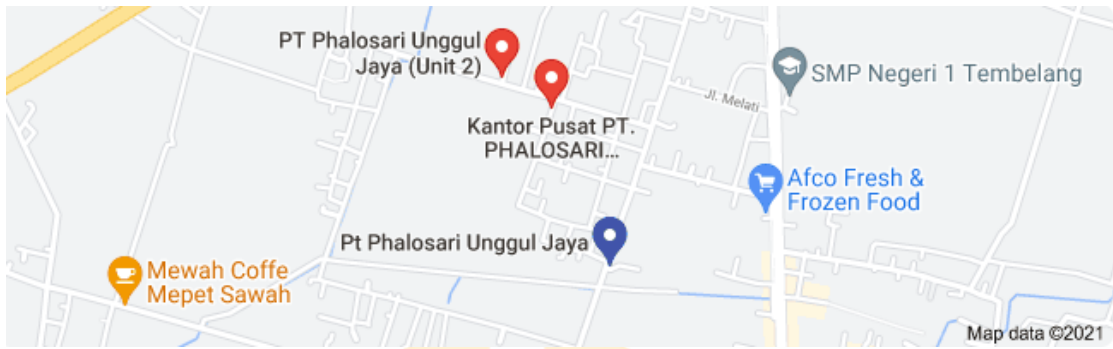 PT Phalosari Unggul
Jaya (Unit 2)
SMP Negeri 1 Tembelang
Jl. Melati
Kantor Pusat PT.
PHALOSARI...
Afco Fresh &
Frozen Food
Pt Phalosari Unggul Jaya
Mewah Coffe
Mepet Sawah
Map data ©2021